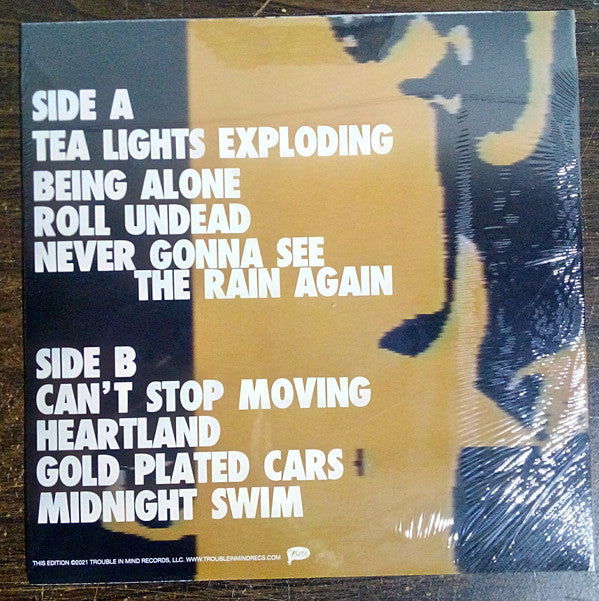 SIDE A
TEA LIGHTS EXPLODING
BEING ALONE
ROLL UNDEAD
NEVER GONNA SEE
THE RAIN AGAIN
SIDE B
CAN'T STOP MOVING
HEARTLAND
GOLD PLATED CARS
MIDNIGHT SWIM
THIS EDITION ©2021 TROUBLE IN MIND RECORDS, LLC. WWW.TROUBLEINMINDRECS.COM